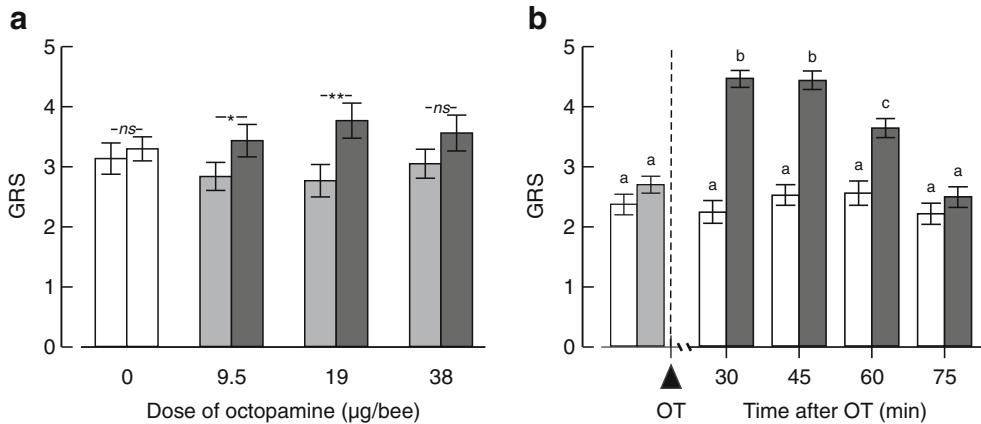 a
5
4
3
2
1
0
GRS
ns
*
**
ns
0 9.5 19 38
Dose of octopamine (µg/bee)
b
5
4
3
2
1
0
GRS
a a a b a b a c a a
30 45 60 75
OT Time after OT (min)